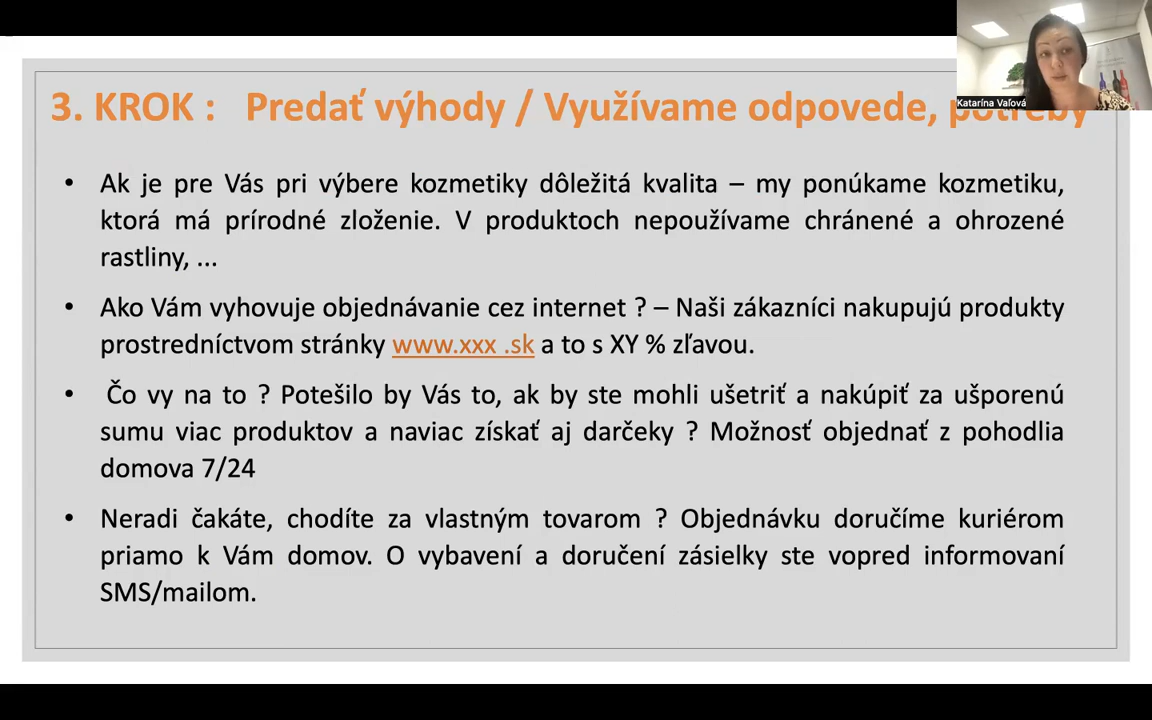 3. KROK : Predať výhody / Využívame odpovede, potreby
Katarína Vaľová
• Ak je pre Vás pri výbere kozmetiky dôležitá kvalita – my ponúkame kozmetiku,
ktorá má prírodné zloženie. V produktoch nepoužívame chránené a ohrozené
rastliny, ...
• Ako Vám vyhovuje objednávanie cez internet ? – Naši zákazníci nakupujú produkty
prostredníctvom stránky www.xxx .sk a to s XY % zľavou.
• Čo vy na to ? Potešilo by Vás to, ak by ste mohli ušetriť a nakúpiť za ušporenú
sumu viac produktov a naviac získať aj darčeky ? Možnosť objednať z pohodlia
domova 7/24
• Neradi čakáte, chodíte za vlastným tovarom ? Objednávku doručíme kuriérom
priamo k Vám domov. O vybavení a doručení zásielky ste vopred informovaní
SMS/mailom.